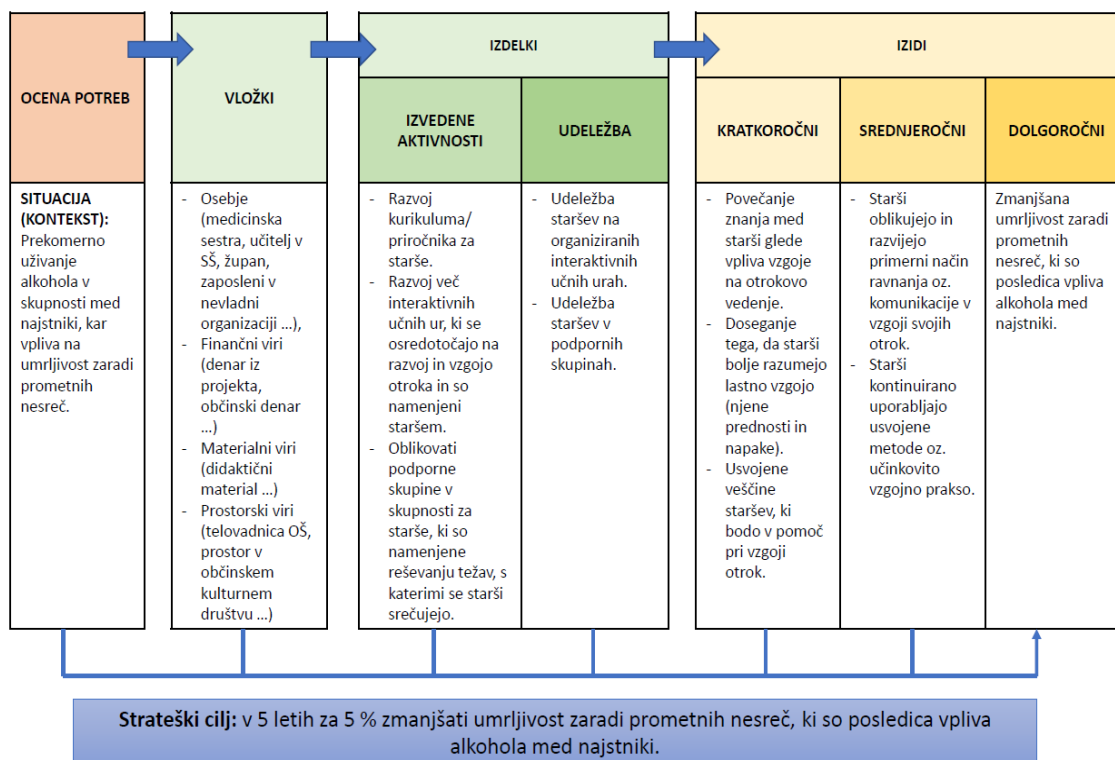 OCENA POTREB
SITUACIJA
(KONTEKST):
Prekomerno
uživanje
alkohola v
skupnosti med
najstniki, kar
vpliva na
umrljivost zaradi
prometnih
nesreč.
VLOŽKI
- Osebje
(medicinska
sestra, učitelj v
SŠ, župan,
zaposleni v
nevladni
organizaciji ...),
- Finančni viri
(denar iz
projekta,
občinski denar
...)
- Materialni viri
(didaktični
material ...)
- Prostorski viri
(telovadnica OŠ,
prostor v
občinskem
kulturnem
društvu ...)
IZDELKI
IZVEDENE
AKTIVNOSTI
- Razvoj
kurikuluma/
priročnika za
starše.
- Razvoj več
interaktivnih
učnih ur, ki se
osredotočajo na
razvoj in vzgojo
otroka in so
namenjeni
staršem.
- Oblikovati
podporne
skupine v
skupnosti za
starše, ki so
namenjene
reševanju težav, s
katerimi se starši
srečujejo.
UDELEŽBA
- Udeležba
staršev na
organiziranih
interaktivnih
učnih urah.
- Udeležba
staršev v
podpornih
skupinah.
IZIDI
KRATKOROČNI
- Povečanje
znanja med
starši glede
vpliva vzgoje
na otrokovo
vedenje.
- Doseganje
tega, da starši
bolje razumejo
lastno vzgojo
(njene
prednosti in
napake).
- Usvojene
veščine
staršev, ki
bodo v pomoč
pri vzgoji
otrok.
SREDNJEROČNI
- Starši
oblikujejo in
razvijejo
primerni način
ravnanja oz.
komunikacije v
vzgoji svojih
otrok.
- Starši
kontinuirano
uporabljajo
usvojene
metode oz.
učinkovito
vzgojno prakso.
DOLGOROČNI
Zmanjšana
umrljivost zaradi
prometnih
nesreč, ki so
posledica vpliva
alkohola med
najstniki.
Strateški cilj: v 5 letih za 5 % zmanjšati umrljivost zaradi prometnih nesreč, ki so posledica vpliva
alkohola med najstniki.